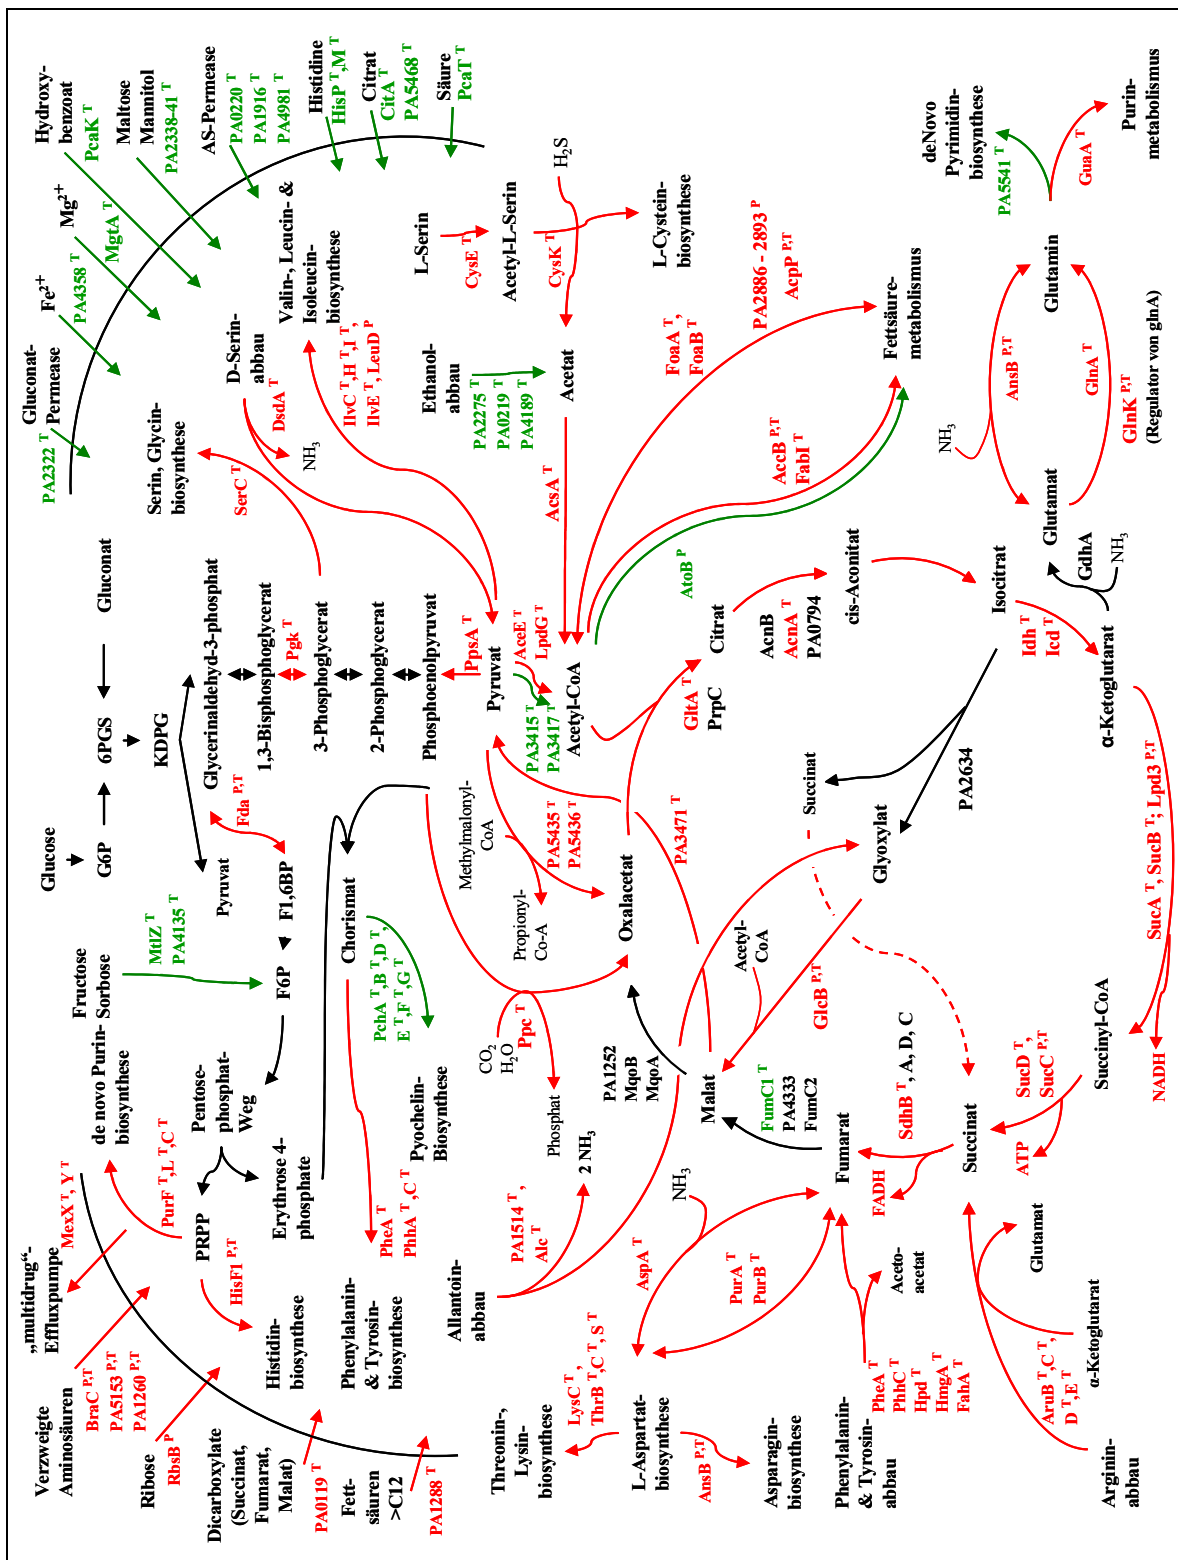 „multidrug“-
Effluxpumpe
MexX T, Y T
Verzweigte
Aminosäuren
BraC P,T
PA5153 P,T
PA1260 P,T
Ribose
RbsB P
Dicarboxylate
(Succinat,
Fumarat,
Malat)
PA0119 T
Fett-
säuren
>C12
PA1288 T
de novo Purin-
biosynthese
PurF T,L T,C T
PRPP
HisF1 P,T
Histidin-
biosynthese
Pentose-
phosphat-
Weg
Erythrose 4-
phosphate
Fructose
Sorbose
MtlZ T
PA4135 T
F6P
F1,6BP
Fda P,T
Glucose
G6P
6PGS
Gluconat
KDPG
Pyruvat
Glycerinaldehyd-3-phosphat
1,3-Bisphosphoglycerat
Pgk T
3-Phosphoglycerat
2-Phosphoglycerat
Phosphoenolpyruvat
PpsA T
Pyruvat
AceE T
LpdG T
PA3415 T
PA3417 T
Acetyl-CoA
Gluconat-
Permease
PA2322 T
Fe2+
PA4358 T
Mg2+
MgtA T
Hydroxy-
benzoat
PcaK T
Maltose
Mannitol
PA2338-41 T
AS-Permease
PA0220 T
PA1916 T
PA4981 T
Histidine
HisP T,M T
Citrat
CitA T
PA5468 T
Säure
PcaT T
Serin, Glycin-
biosynthese
SerC T
D-Serin-
abbau
DsdA T
NH3
Valin-, Leucin- &
Isoleucin-
biosynthese
IlvC T,H T,I T,
IlvE T, LeuD P
L-Serin
CysE T
Acetyl-L-Serin
CysK T
H2S
L-Cystein-
biosynthese
Ethanol-
abbau
PA2275 T
PA0219 T
PA4189 T
Acetat
AcsA T
Chorismat
PchA T,B T,D T,
E T,F T,G T
Pyochelin-
Biosynthese
PheA T
PhhA T,C T
Phenylalanin
& Tyrosin-
biosynthese
Methylmalonyl-
CoA
Propionyl-
Co-A
PA5435 T
PA5436 T
CO2
H2O
Ppc T
Phosphat
Allantoin-
abbau
PA1514 T,
Alc T
2 NH3
Oxalacetat
PA3471 T
PA1252
MqoB
MqoA
Malat
GltA T
PrpC
Citrat
AcnB
AcnA T
PA0794
cis-Aconitat
Isocitrat
Idh T
Icd T
α-Ketoglutarat
AtoB P
AccB P,T
FabI T
FoaA T,
FoaB T
PA2886 - 2893 P
AcpP P,T
Fettsäure-
metabolismus
Succinat
Glyoxylat
PA2634
Acetyl-
CoA
GlcB P,T
FumC1 T
PA4333
FumC2
Fumarat
SdhB T, A, D, C
FADH
Succinat
SucD T,
SucC P,T
ATP
Succinyl-CoA
SucA T, SucB T; Lpd3 P,T
NADH
NH3
AspA T
PurA T
PurB T
Threonin-,
Lysin-
biosynthese
LysC T,
ThrB T,C T,S T
L-Aspartat-
biosynthese
AnsB P,T
Asparagin-
biosynthese
Phenylalanin-
& Tyrosin-
abbau
PheA T
PhhC T
Hpd T
HmgA T
FahA T
Aceto-
acetat
Arginin-
abbau
AruB T,C T,
D T,E T
α-Ketoglutarat
Glutamat
GdhA
NH3
Glutamat
NH3
AnsB P,T
GlnA T
GlnK P,T
(Regulator von glnA)
Glutamin
deNovo
Pyrimidin-
biosynthese
PA5541 T
GuaA T
Purin-
metabolismus